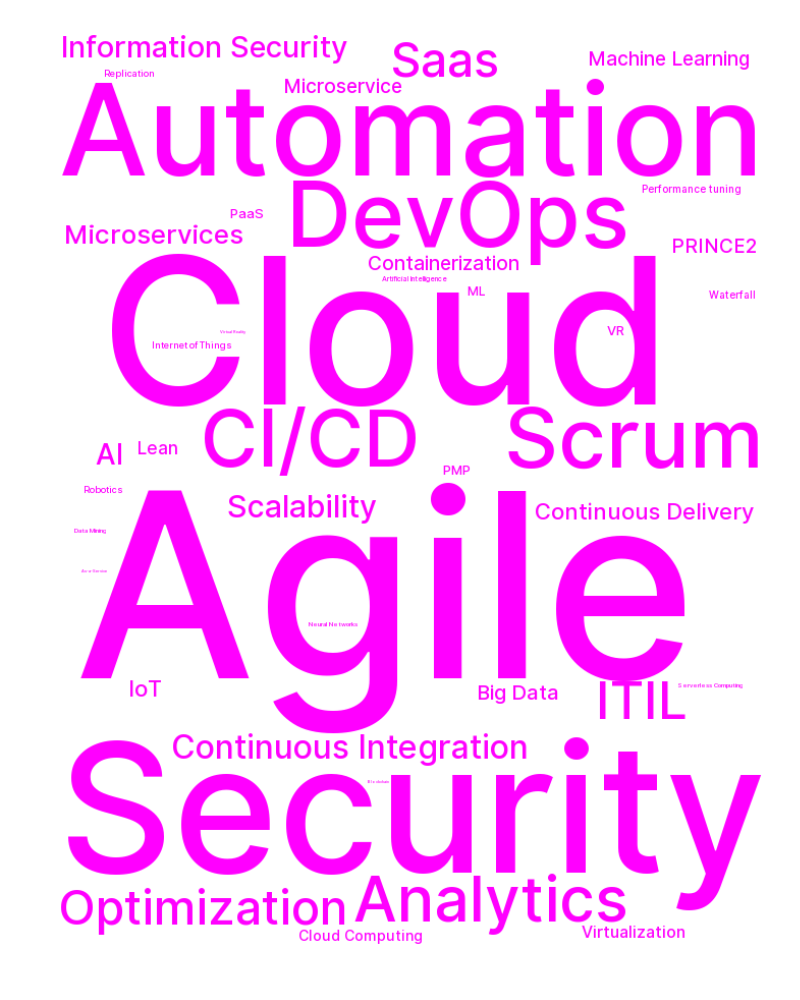 Information Security
Saas
Machine Learning
Replication
Microservice
Automation
DevOps
Performance tuning
PaaS
Microservices
PRINCE2
Containerization
Artificial Intelligence
ML
Waterfall
Cloud
Virtual Reality
VR
Internet of Things
CI/CD
Scrum
AI
Lean
PMP
Robotics
Scalability
Continuous Delivery
Data Mining
Agile
Neural Networks
IoT
Big Data
ITIL
Serverless Computing
Continuous Integration
Security
Optimization
Analytics
Cloud Computing
Virtualization